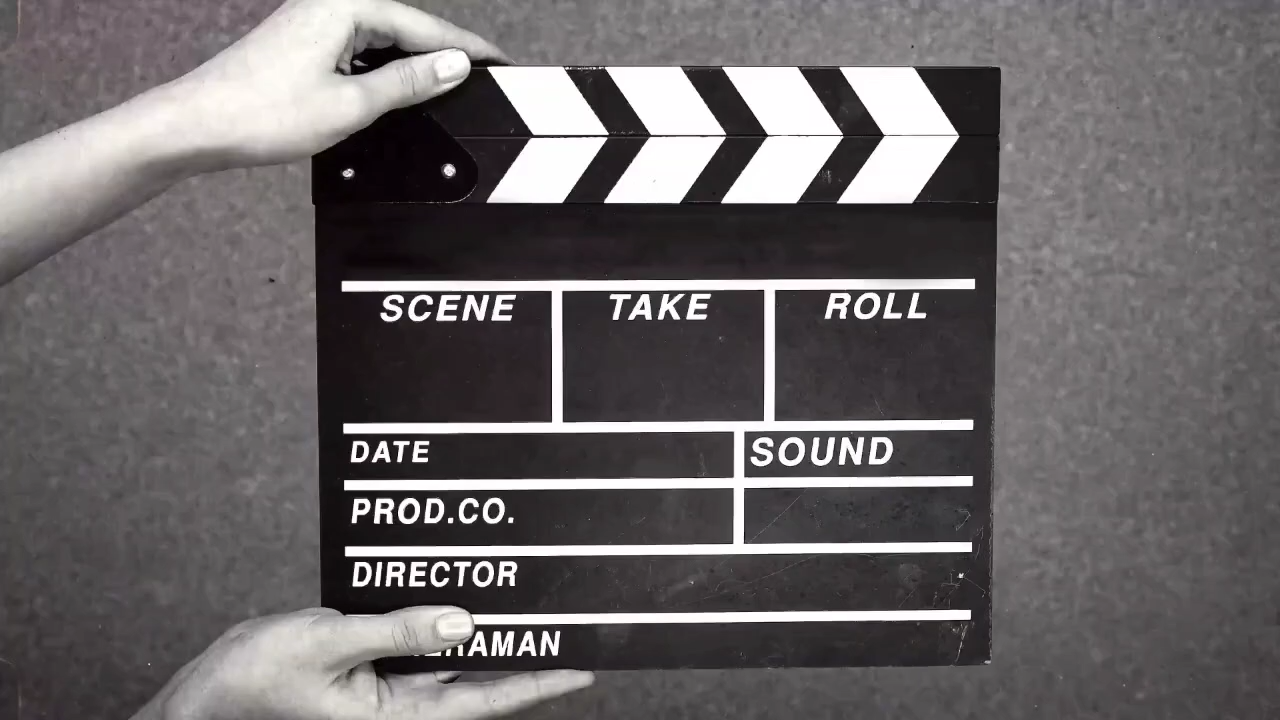 SCENE TAKE ROLL
DATE SOUND
PROD.CO.
DIRECTOR